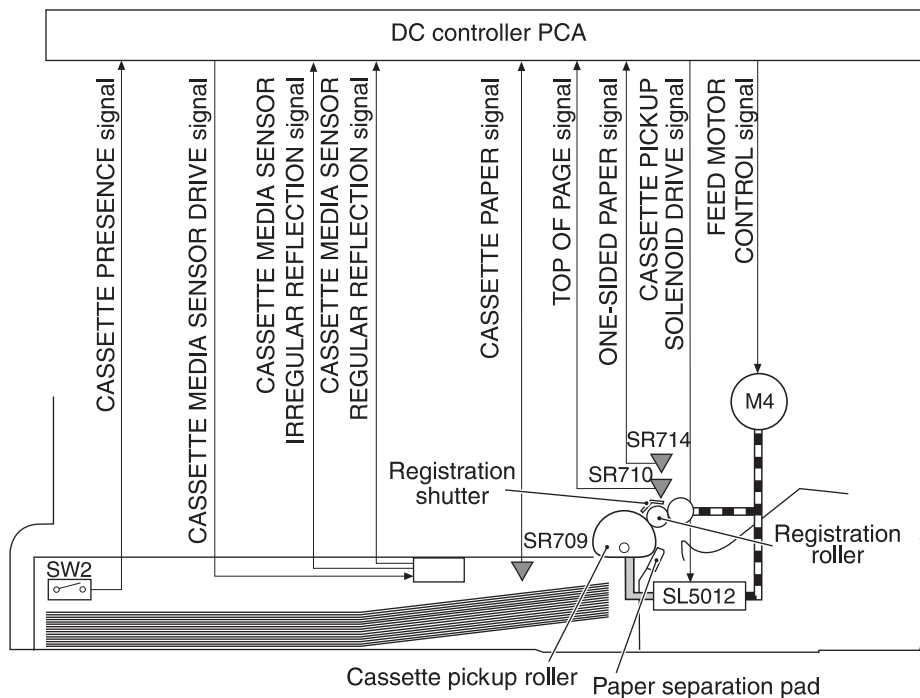 DC controller PCA
CASSETTE PRESENCE signal
CASSETTE MEDIA SENSOR DRIVE signal
CASSETTE MEDIA SENSOR
IRREGULAR REFLECTION signal
CASSETTE MEDIA SENSOR
REGULAR REFLECTION signal
CASSETTE PAPER signal
TOP OF PAGE signal
ONE-SIDED PAPER signal
CASSETTE PICKUP
SOLENOID DRIVE signal
FEED MOTOR
CONTROL signal
M4
SR714
SR710
Registration
shutter
Registration
roller
SR709
SW2
SL5012
Cassette pickup roller
Paper separation pad